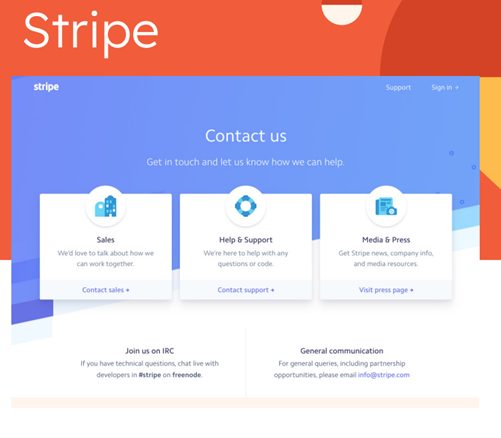 Stripe
stripe
Support Sign in →
Contact us
Get in touch and let us know how we can help.
Sales
We'd love to talk about how we
can work together.
Contact sales →
Help & Support
We're here to help with any
questions or code.
Contact support →
Media & Press
Get Stripe news, company info,
and media resources.
Visit press page →
Join us on IRC
If you have technical questions, chat live with
developers in #stripe on freenode.
General communication
For general queries, including partnership
opportunities, please email info@stripe.com